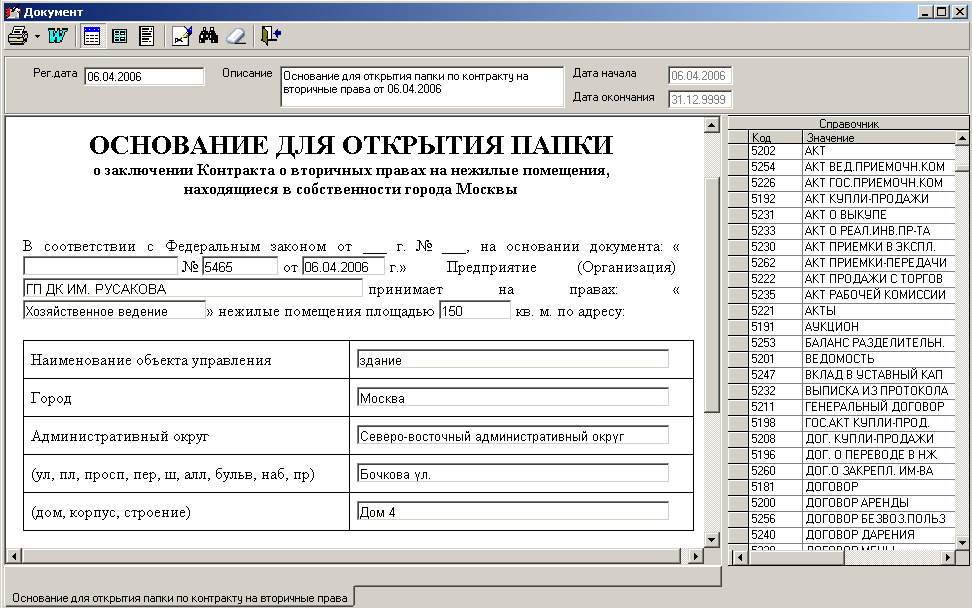 Документ
W
Рег.дата 06.04.2006 Описание Основание для открытия папки по контракту на
вторичные права от 06.04.2006
Дата начала 06.04.2006
Дата окончания 31.12.9999
ОСНОВАНИЕ ДЛЯ ОТКРЫТИЯ ПАПКИ
о заключении Контракта о вторичных правах на нежилые помещения,
находящиеся в собственности города Москвы
В соответствии с Федеральным законом от ___ г. № ___, на основании документа: «
№ 5465 от 06.04.2006 г.» Предприятие (Организация)
ГП ДК ИМ. РУСАКОВА принимает на правах: «
Хозяйственное ведение » нежилые помещения площадью 150 кв. м. по адресу:
Наименование объекта управления здание
Город Москва
Административный округ Северо-восточный административный округ
(ул, пл, просп, пер, ш, алл, бульв, наб, пр) Бочкова ул.
(дом, корпус, строение) Дом 4
Справочник
Код Значение
5202 АКТ
5254 АКТ ВЕД.ПРИЕМОЧН.КОМ
5226 АКТ ГОС.ПРИЕМОЧН.КОМ
5192 АКТ КУПЛИ-ПРОДАЖИ
5231 АКТ О ВЫКУПЕ
5233 АКТ О РЕАЛ.ИНВ.ПР-ТА
5230 АКТ ПРИЕМКИ В ЭКСПЛ.
5262 АКТ ПРИЕМКИ-ПЕРЕДАЧИ
5222 АКТ ПРОДАЖИ С ТОРГОВ
5235 АКТ РАБОЧЕЙ КОМИССИИ
5221 АКТЫ
5191 АУКЦИОН
5253 БАЛАНС РАЗДЕЛИТЕЛЬН.
5201 ВЕДОМОСТЬ
5247 ВКЛАД В УСТАВНЫЙ КАП
5232 ВЫПИСКА ИЗ ПРОТОКОЛА
5211 ГЕНЕРАЛЬНЫЙ ДОГОВОР
5198 ГОС.АКТ КУПЛИ-ПРОД.
5208 ДОГ. КУПЛИ-ПРОДАЖИ
5196 ДОГ. О ПЕРЕВОДЕ В НЖ
5260 ДОГ.О ЗАКРЕПЛ. ИМ-ВА
5181 ДОГОВОР
5200 ДОГОВОР АРЕНДЫ
5256 ДОГОВОР БЕЗВОЗ.ПОЛЬЗ
5240 ДОГОВОР ДАРЕНИЯ
ДОГОВОР МЕНЫ
Основание для открытия папки по контракту на вторичные права